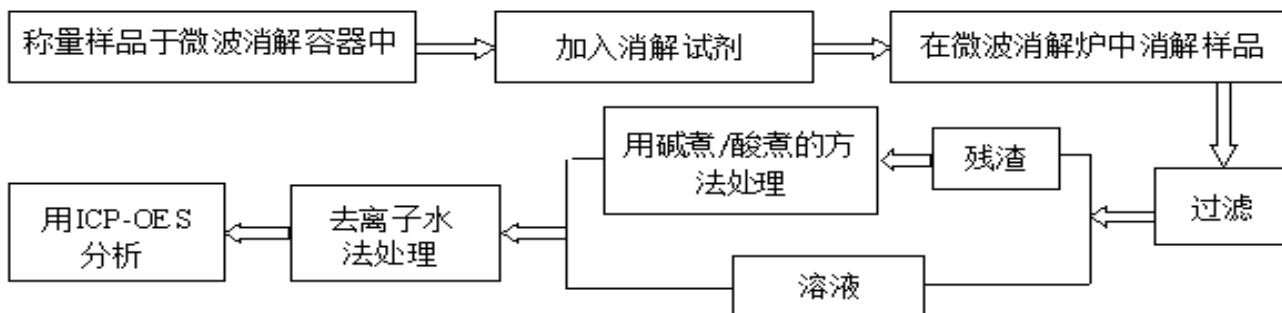 称量样品于微波消解容器中
加入消解试剂
在微波消解炉中消解样品
过滤
残渣
用碱煮/酸煮的方
法处理
溶液
去离子水
法处理
用ICP-OES
分析